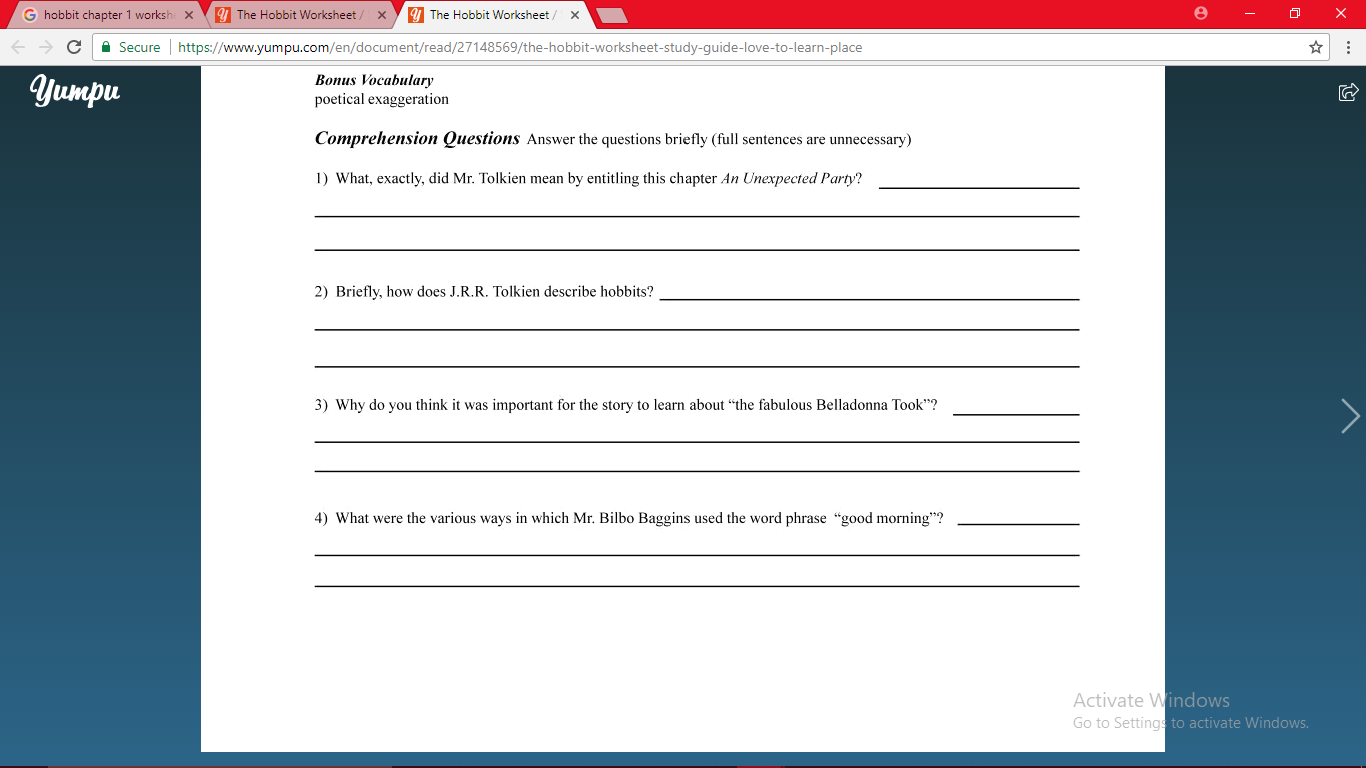 hobbit chapter 1 works
The Hobbit Worksheet /
The Hobbit Worksheet /
Secure
https://www.yumpu.com/en/document/read/27148569/the-hobbit-worksheet-study-guide-love-to-learn-place
Yumpu
Bonus Vocabulary
poetical exaggeration
Comprehension Questions Answer the questions briefly (full sentences are unnecessary)
1) What, exactly, did Mr. Tolkien mean by entitling this chapter An Unexpected Party?
2) Briefly, how does J.R.R. Tolkien describe hobbits?
3) Why do you think it was important for the story to learn about “the fabulous Belladonna Took”?
4) What were the various ways in which Mr. Bilbo Baggins used the word phrase “good morning”?
Activate Windows
Go to Settings to activate Windows.